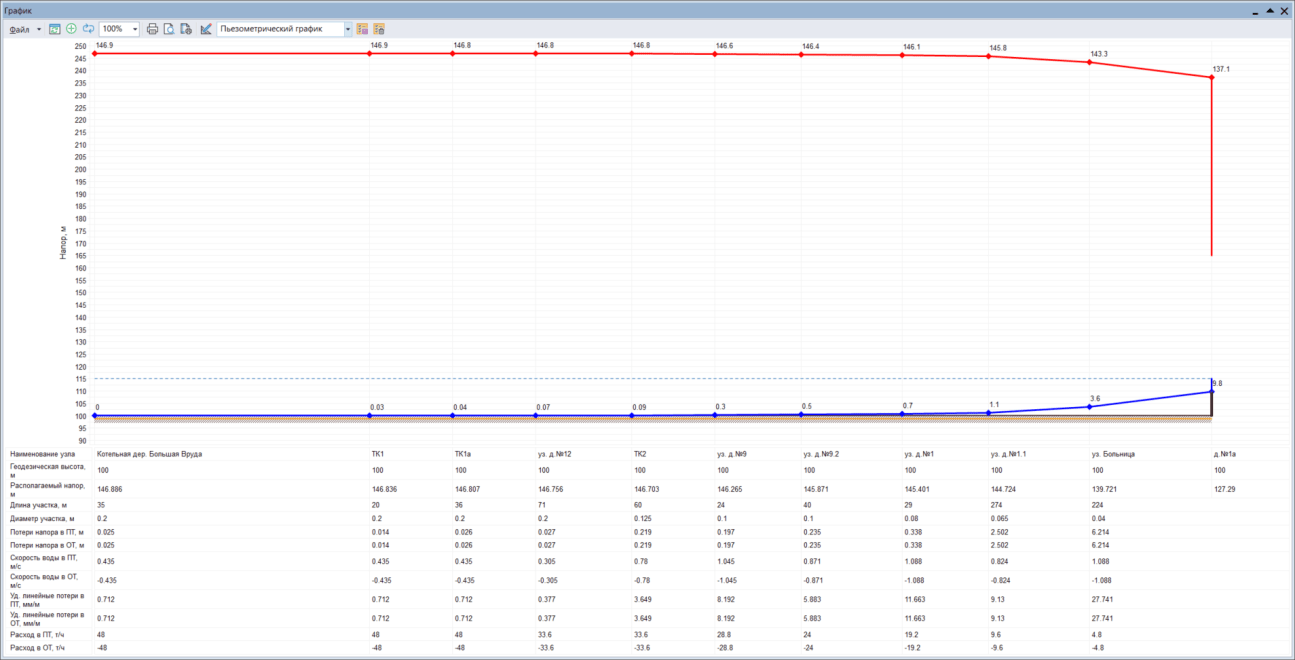 График
Файл 100% Пьезометрический график
250 146.9 146.9 146.8 146.8 146.8 146.6 146.4 146.1 145.8 143.3
245
240 137.1
235
230
225
220
215
210
205
200
195
190
185
180
175
170
165
160
155
150
145
140
135
130
125
120
115
110 9.8
105 0 0.03 0.04 0.07 0.09 0.3 0.5 0.7 1.1 3.6
100
95
90
Напор, м
Наименование узла Котельная дер. Большая Вруда ТК1 ТК1а уз. д.№12 ТК2 уз. д.№9 уз. д.№9.2 уз. д.№1 уз. д.№1.1 уз. Больница д.№1а
Геодезическая высота,
м 100 100 100 100 100 100 100 100 100 100 100
Располагаемый напор,
м 146.886 146.836 146.807 146.756 146.703 146.265 145.871 145.401 144.724 139.721 127.29
Длина участка, м 35 20 36 71 60 24 40 29 274 224
Диаметр участка, м 0.2 0.2 0.2 0.2 0.125 0.1 0.1 0.08 0.065 0.04
Потери напора в ПТ, м 0.025 0.014 0.026 0.027 0.219 0.197 0.235 0.338 2.502 6.214
Потери напора в ОТ, м 0.025 0.014 0.026 0.027 0.219 0.197 0.235 0.338 2.502 6.214
Скорость воды в ПТ,
м/с 0.435 0.435 0.435 0.305 0.78 1.045 0.871 1.088 0.824 1.088
Скорость воды в ОТ,
м/с -0.435 -0.435 -0.435 -0.305 -0.78 -1.045 -0.871 -1.088 -0.824 -1.088
Уд. линейные потери в
ПТ, мм/м 0.712 0.712 0.712 0.377 3.649 8.192 5.883 11.663 9.13 27.741
Уд. линейные потери в
ОТ, мм/м 0.712 0.712 0.712 0.377 3.649 8.192 5.883 11.663 9.13 27.741
Расход в ПТ, т/ч 48 48 48 33.6 33.6 28.8 24 19.2 9.6 4.8
Расход в ОТ, т/ч -48 -48 -48 -33.6 -33.6 -28.8 -24 -19.2 -9.6 -4.8